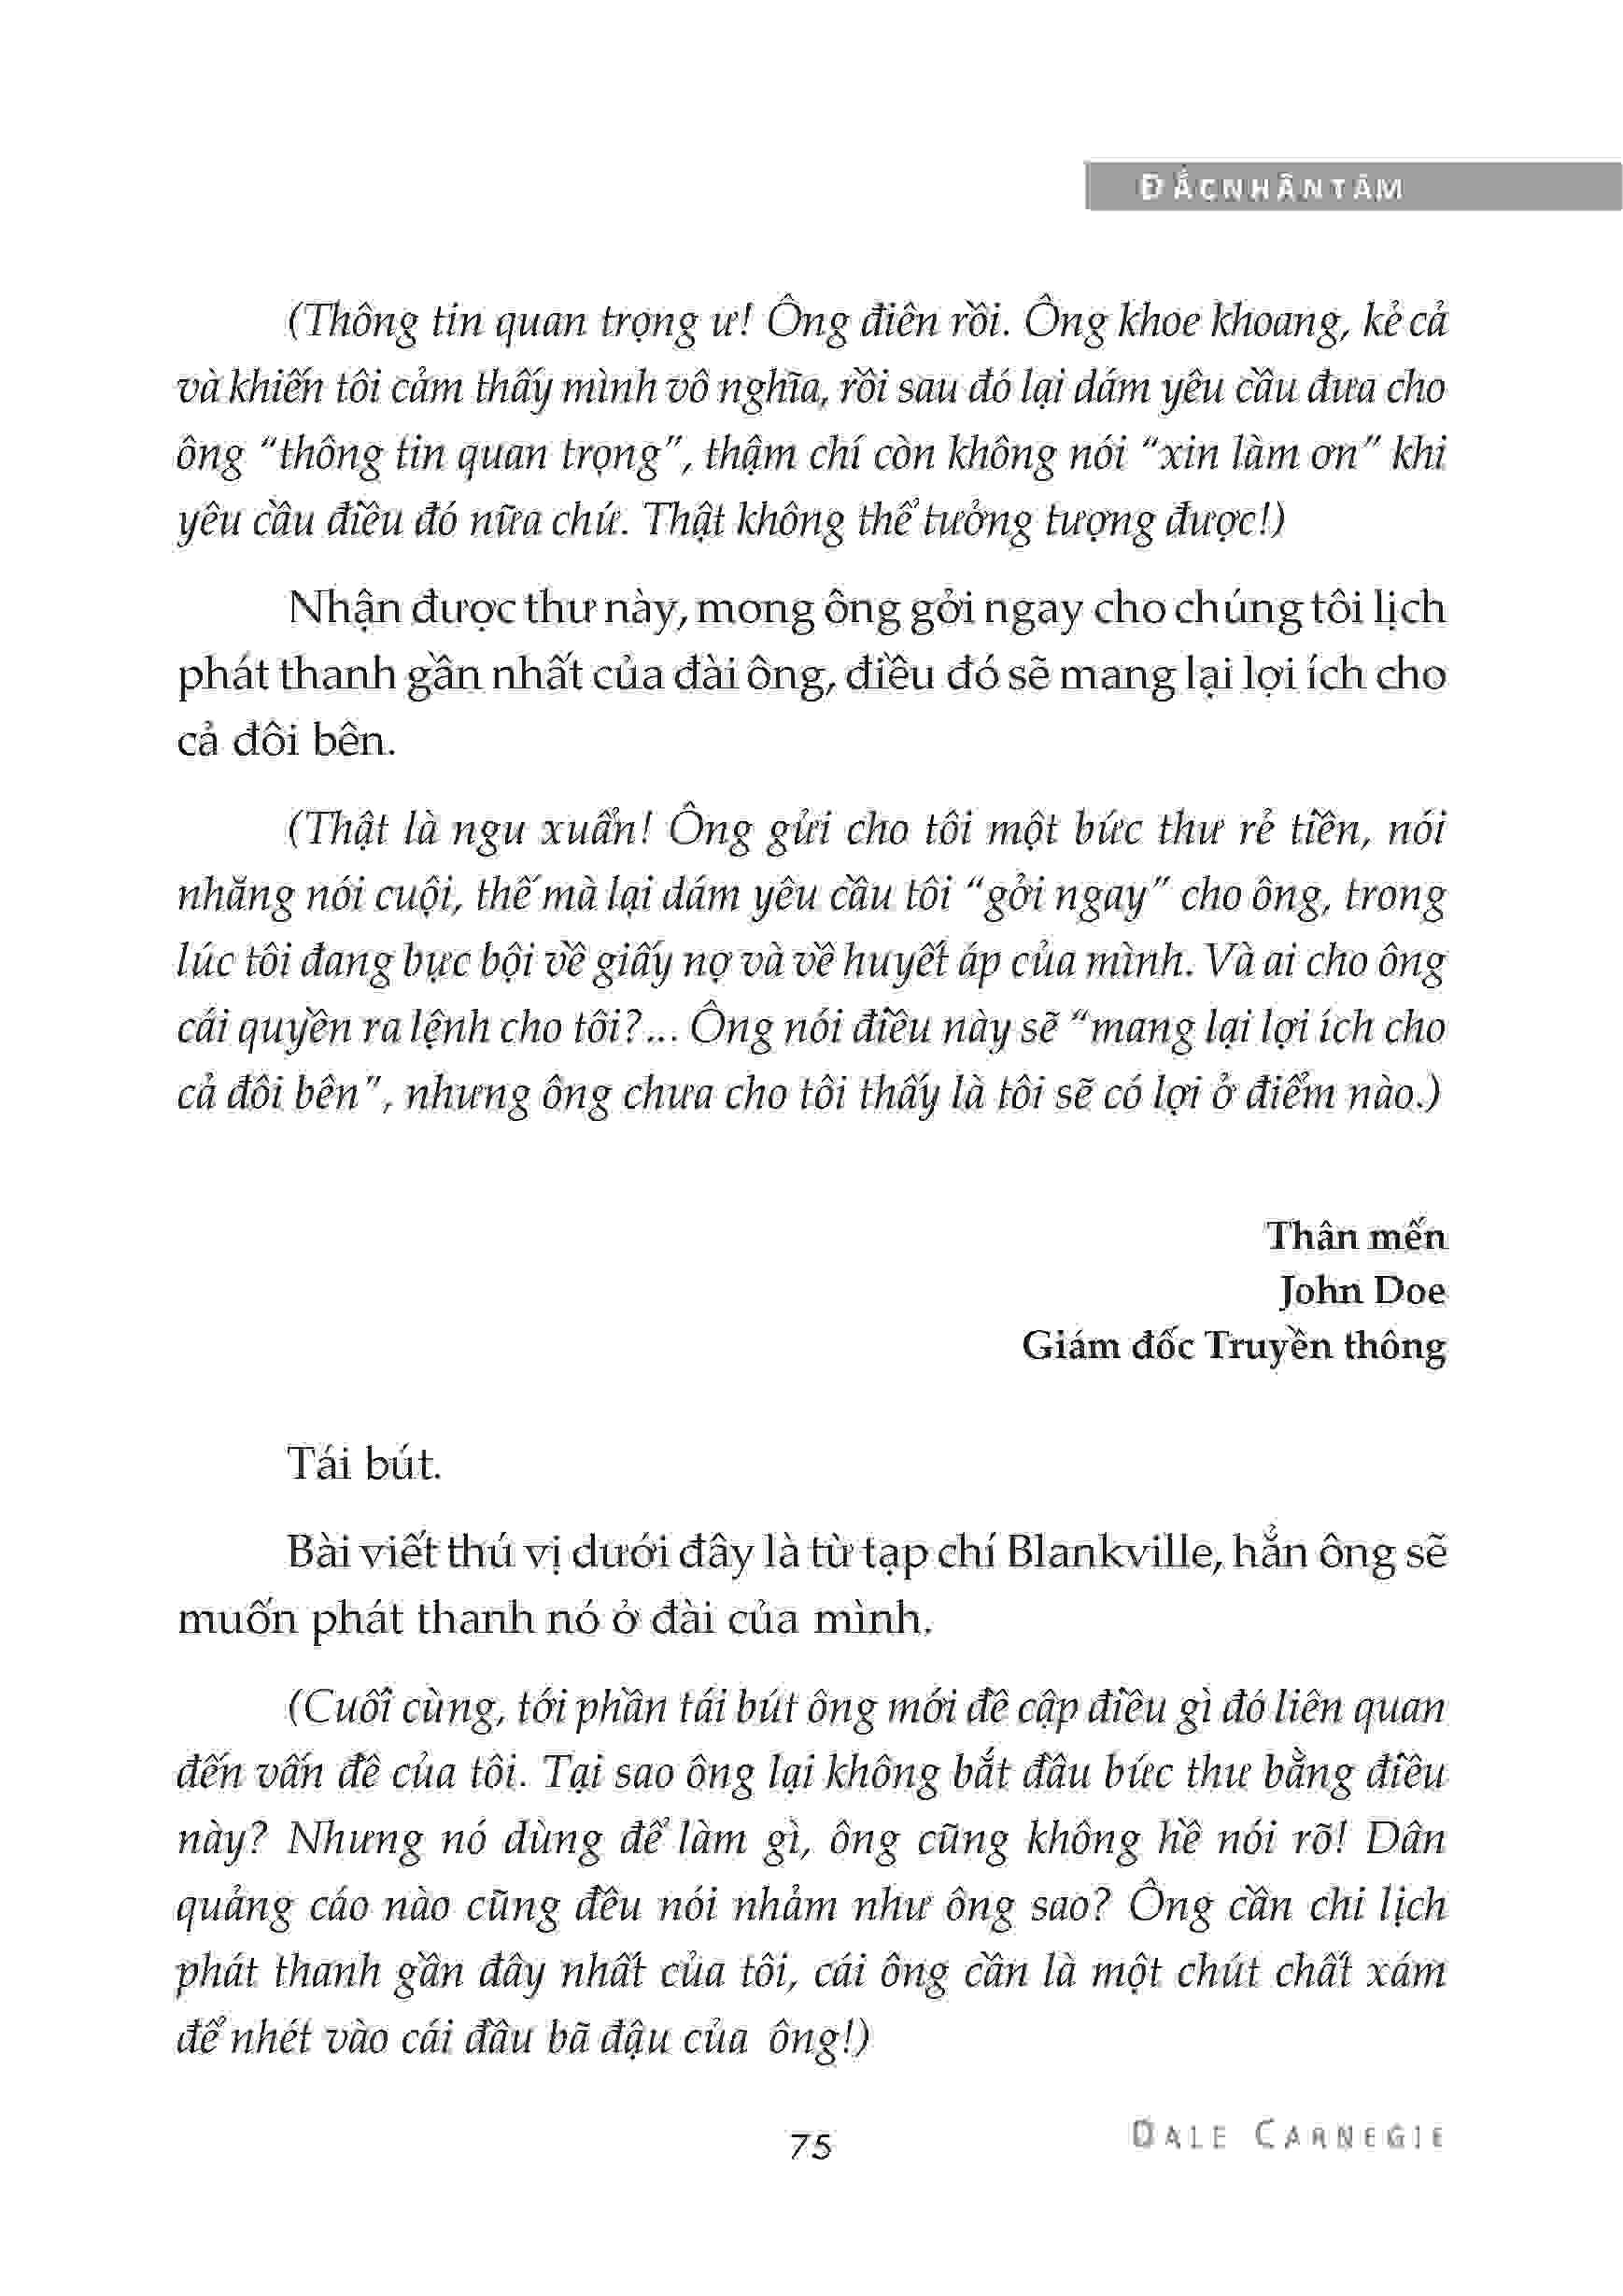 ĐẮCNHÂNTÂM
(Thông tin quan trọng ư! Ông điên rồi. Ông khoe khoang, kẻ cả
và khiến tôi cảm thấy mình vô nghĩa, rồi sau đó lại dám yêu cầu đưa cho
ông “thông tin quan trọng”, thậm chí còn không nói “xin làm ơn” khi
yêu cầu điều đó nữa chứ. Thật không thể tưởng tượng được!)
Nhận được thư này, mong ông gởi ngay cho chúng tôi lịch
phát thanh gần nhất của đài ông, điều đó sẽ mang lại lợi ích cho
cả đôi bên.
(Thật là ngu xuẩn! Ông gửi cho tôi một bức thư rẻ tiền, nói
nhăng nói cuội, thế mà lại dám yêu cầu tôi “gởi ngay” cho ông, trong
lúc tôi đang bực bội về giấy nợ và về huyết áp của mình. Và ai cho ông
cái quyền ra lệnh cho tôi?... Ông nói điều này sẽ “mang lại lợi ích cho
cả đôi bên”, nhưng ông chưa cho tôi thấy là tôi sẽ có lợi ở điểm nào.)
Thân mến
John Doe
Giám đốc Truyền thông
Tái bút.
Bài viết thú vị dưới đây là từ tạp chí Blankville, hẳn ông sẽ
muốn phát thanh nó ở đài của mình.
(Cuối cùng, tới phần tái bút ông mới đề cập điều gì đó liên quan
đến vấn đề của tôi. Tại sao ông lại không bắt đầu bức thư bằng điều
này? Nhưng nó dùng để làm gì, ông cũng không hề nói rõ! Dân
quảng cáo nào cũng đều nói nhảm như ông sao? Ông cần chi lịch
phát thanh gần đây nhất của tôi, cái ông cần là một chút chất xám
để nhét vào cái đầu bã đậu của ông!)
75
DALE CARNEGIE